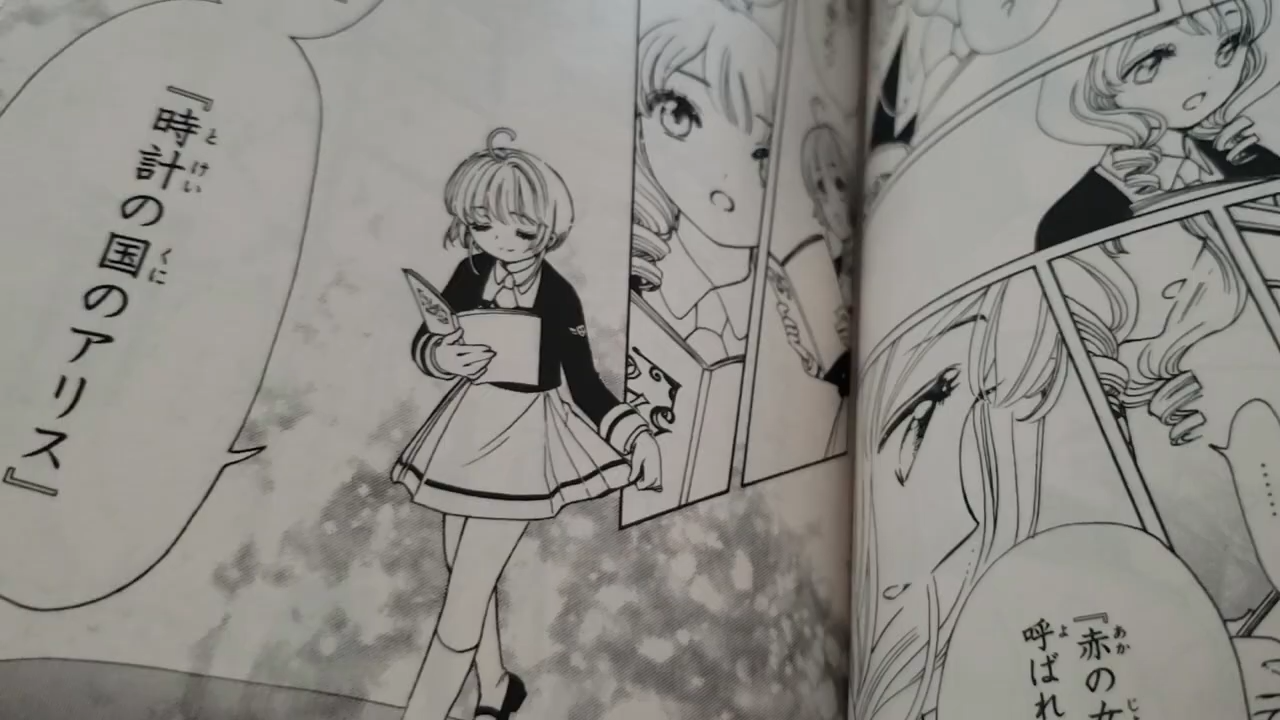 『赤の女
呼ばれ
……
『時計の国のアリス』